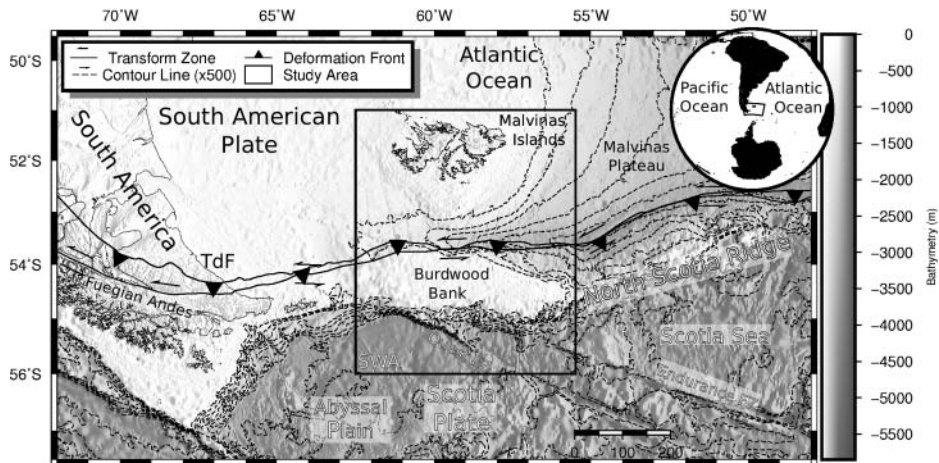 70°W 65°W 60°W 55°W 50°W
50°S
52°S
54°S
56°S
Transform Zone
Contour Line (x500)
Deformation Front
Study Area
Atlantic
Ocean
South American
Plate
South America
Malvinas
Islands
Malvinas
Plateau
Pacific
Ocean
Atlantic
Ocean
TdF
Fuegian Andes
Burdwood
Bank
North Scotia Ridge
Scotia Sea
SWA
Abyssal
Plain
Scotia
Plate
Endurance
0 100 200
0
−500
−1000
−1500
−2000
−2500
−3000
−3500
−4000
−4500
−5000
−5500
Bathymetry (m)